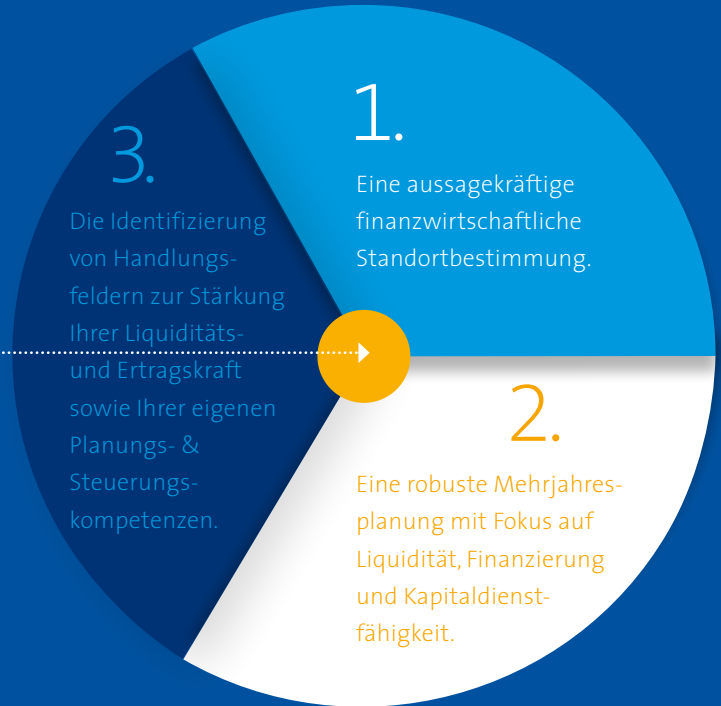 1.
Eine aussagekräftige
finanzwirtschaftliche
Standortbestimmung.
2.
Eine robuste Mehrjahres-
planung mit Fokus auf
Liquidität, Finanzierung
und Kapitaldienst-
fähigkeit.
3.
Die Identifizierung
von Handlungs-
feldern zur Stärkung
Ihrer Liquiditäts-
und Ertragskraft
sowie Ihrer eigenen
Planungs- &
Steuerungs-
kompetenzen.